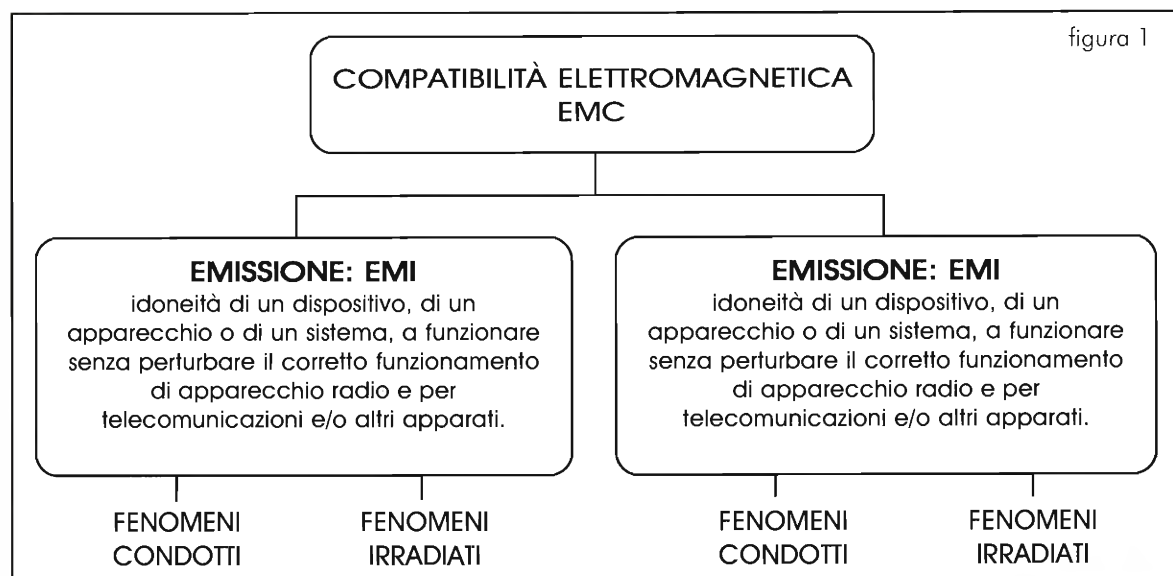 figura 1
COMPATIBILITÀ ELETTROMAGNETICA
EMC
EMISSIONE: EMI
idoneità di un dispositivo, di un
apparecchio o di un sistema, a funzionare
senza perturbare il corretto funzionamento
di apparecchio radio e per
telecomunicazioni e/o altri apparati.
FENOMENI
CONDOTTI
FENOMENI
IRRADIATI
EMISSIONE: EMI
idoneità di un dispositivo, di un
apparecchio o di un sistema, a funzionare
senza perturbare il corretto funzionamento
di apparecchio radio e per
telecomunicazioni e/o altri apparati.
FENOMENI
CONDOTTI
FENOMENI
IRRADIATI